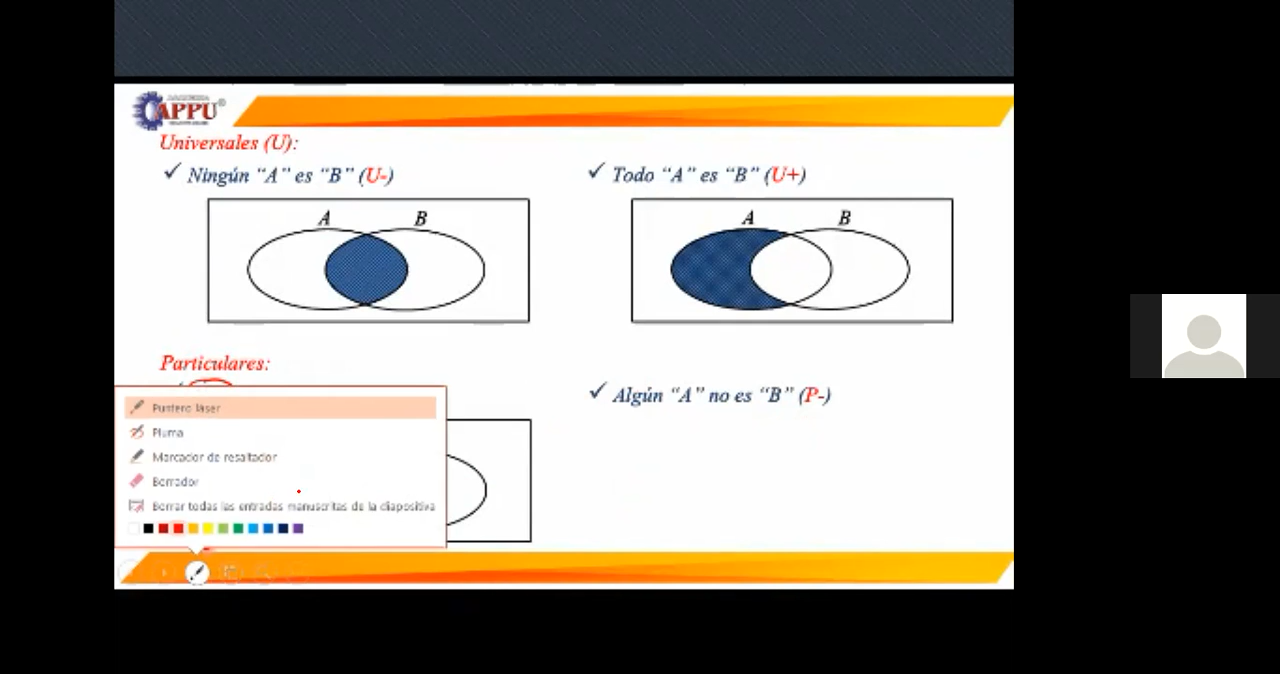 APPU®
Universales (U):
✓ Ningún “A” es “B” (U-)
✓ Todo “A” es “B” (U+)
A B
A B
Particulares:
✓ Algún “A” no es “B” (P-)
Puntero láser
Pluma
Marcador de resaltador
Borrador
Borrar todas las entradas manuscritas de la diapositiva